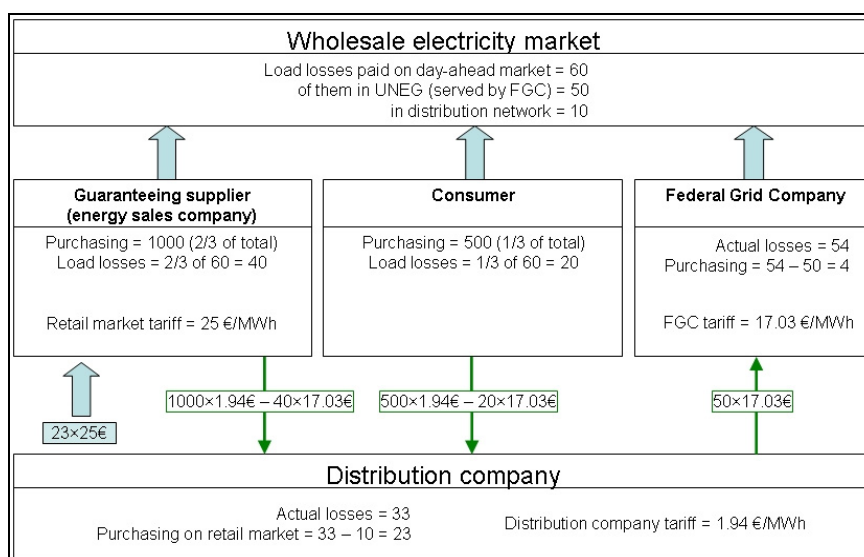 Wholesale electricity market
Load losses paid on day-ahead market = 60
of them in UNEG (served by FGC) = 50
in distribution network = 10
Guaranteeing supplier
(energy sales company)
Purchasing = 1000 (2/3 of total)
Load losses = 2/3 of 60 = 40
Retail market tariff = 25 €/MWh
Consumer
Purchasing = 500 (1/3 of total)
Load losses = 1/3 of 60 = 20
Federal Grid Company
Actual losses = 54
Purchasing = 54 – 50 = 4
FGC tariff = 17.03 €/MWh
1000×1.94€ – 40×17.03€
500×1.94€ – 20×17.03€
50×17.03€
23×25€
Distribution company
Actual losses = 33
Purchasing on retail market = 33 – 10 = 23
Distribution company tariff = 1.94 €/MWh